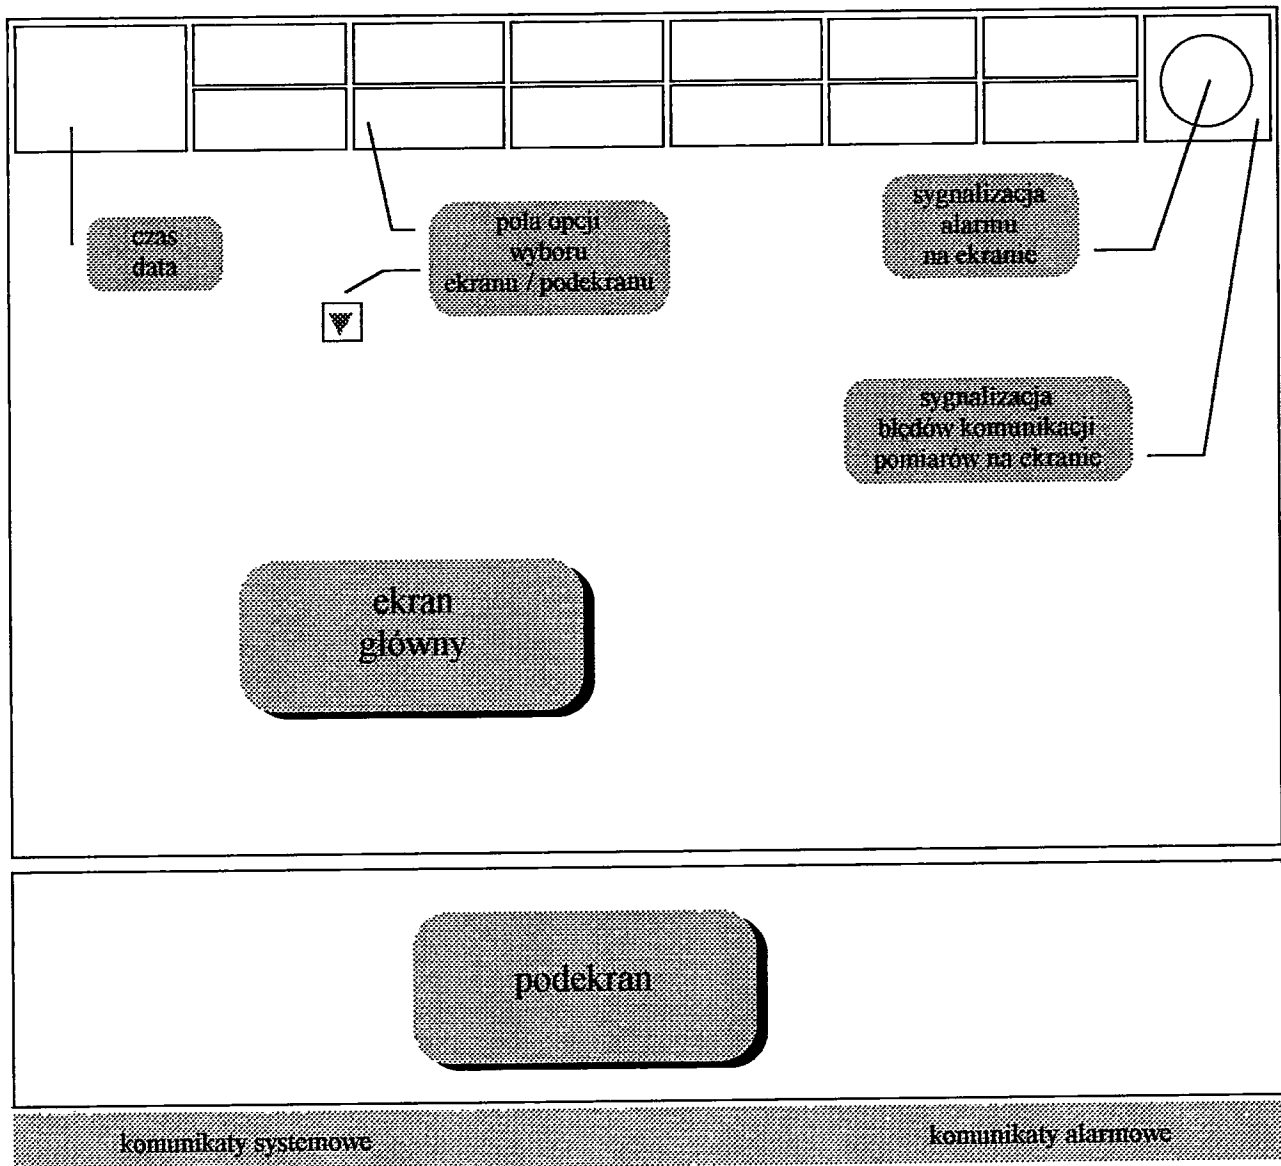 czas
data
pola opcji
wyboru
ekranu / podekranu
sygnalizacja
alarmu
na ekranie
sygnalizacja
błędów komunikacji
pomiarów na ekranie
ekran
główny
podekran
komunikaty systemowe
komunikaty alarmowe